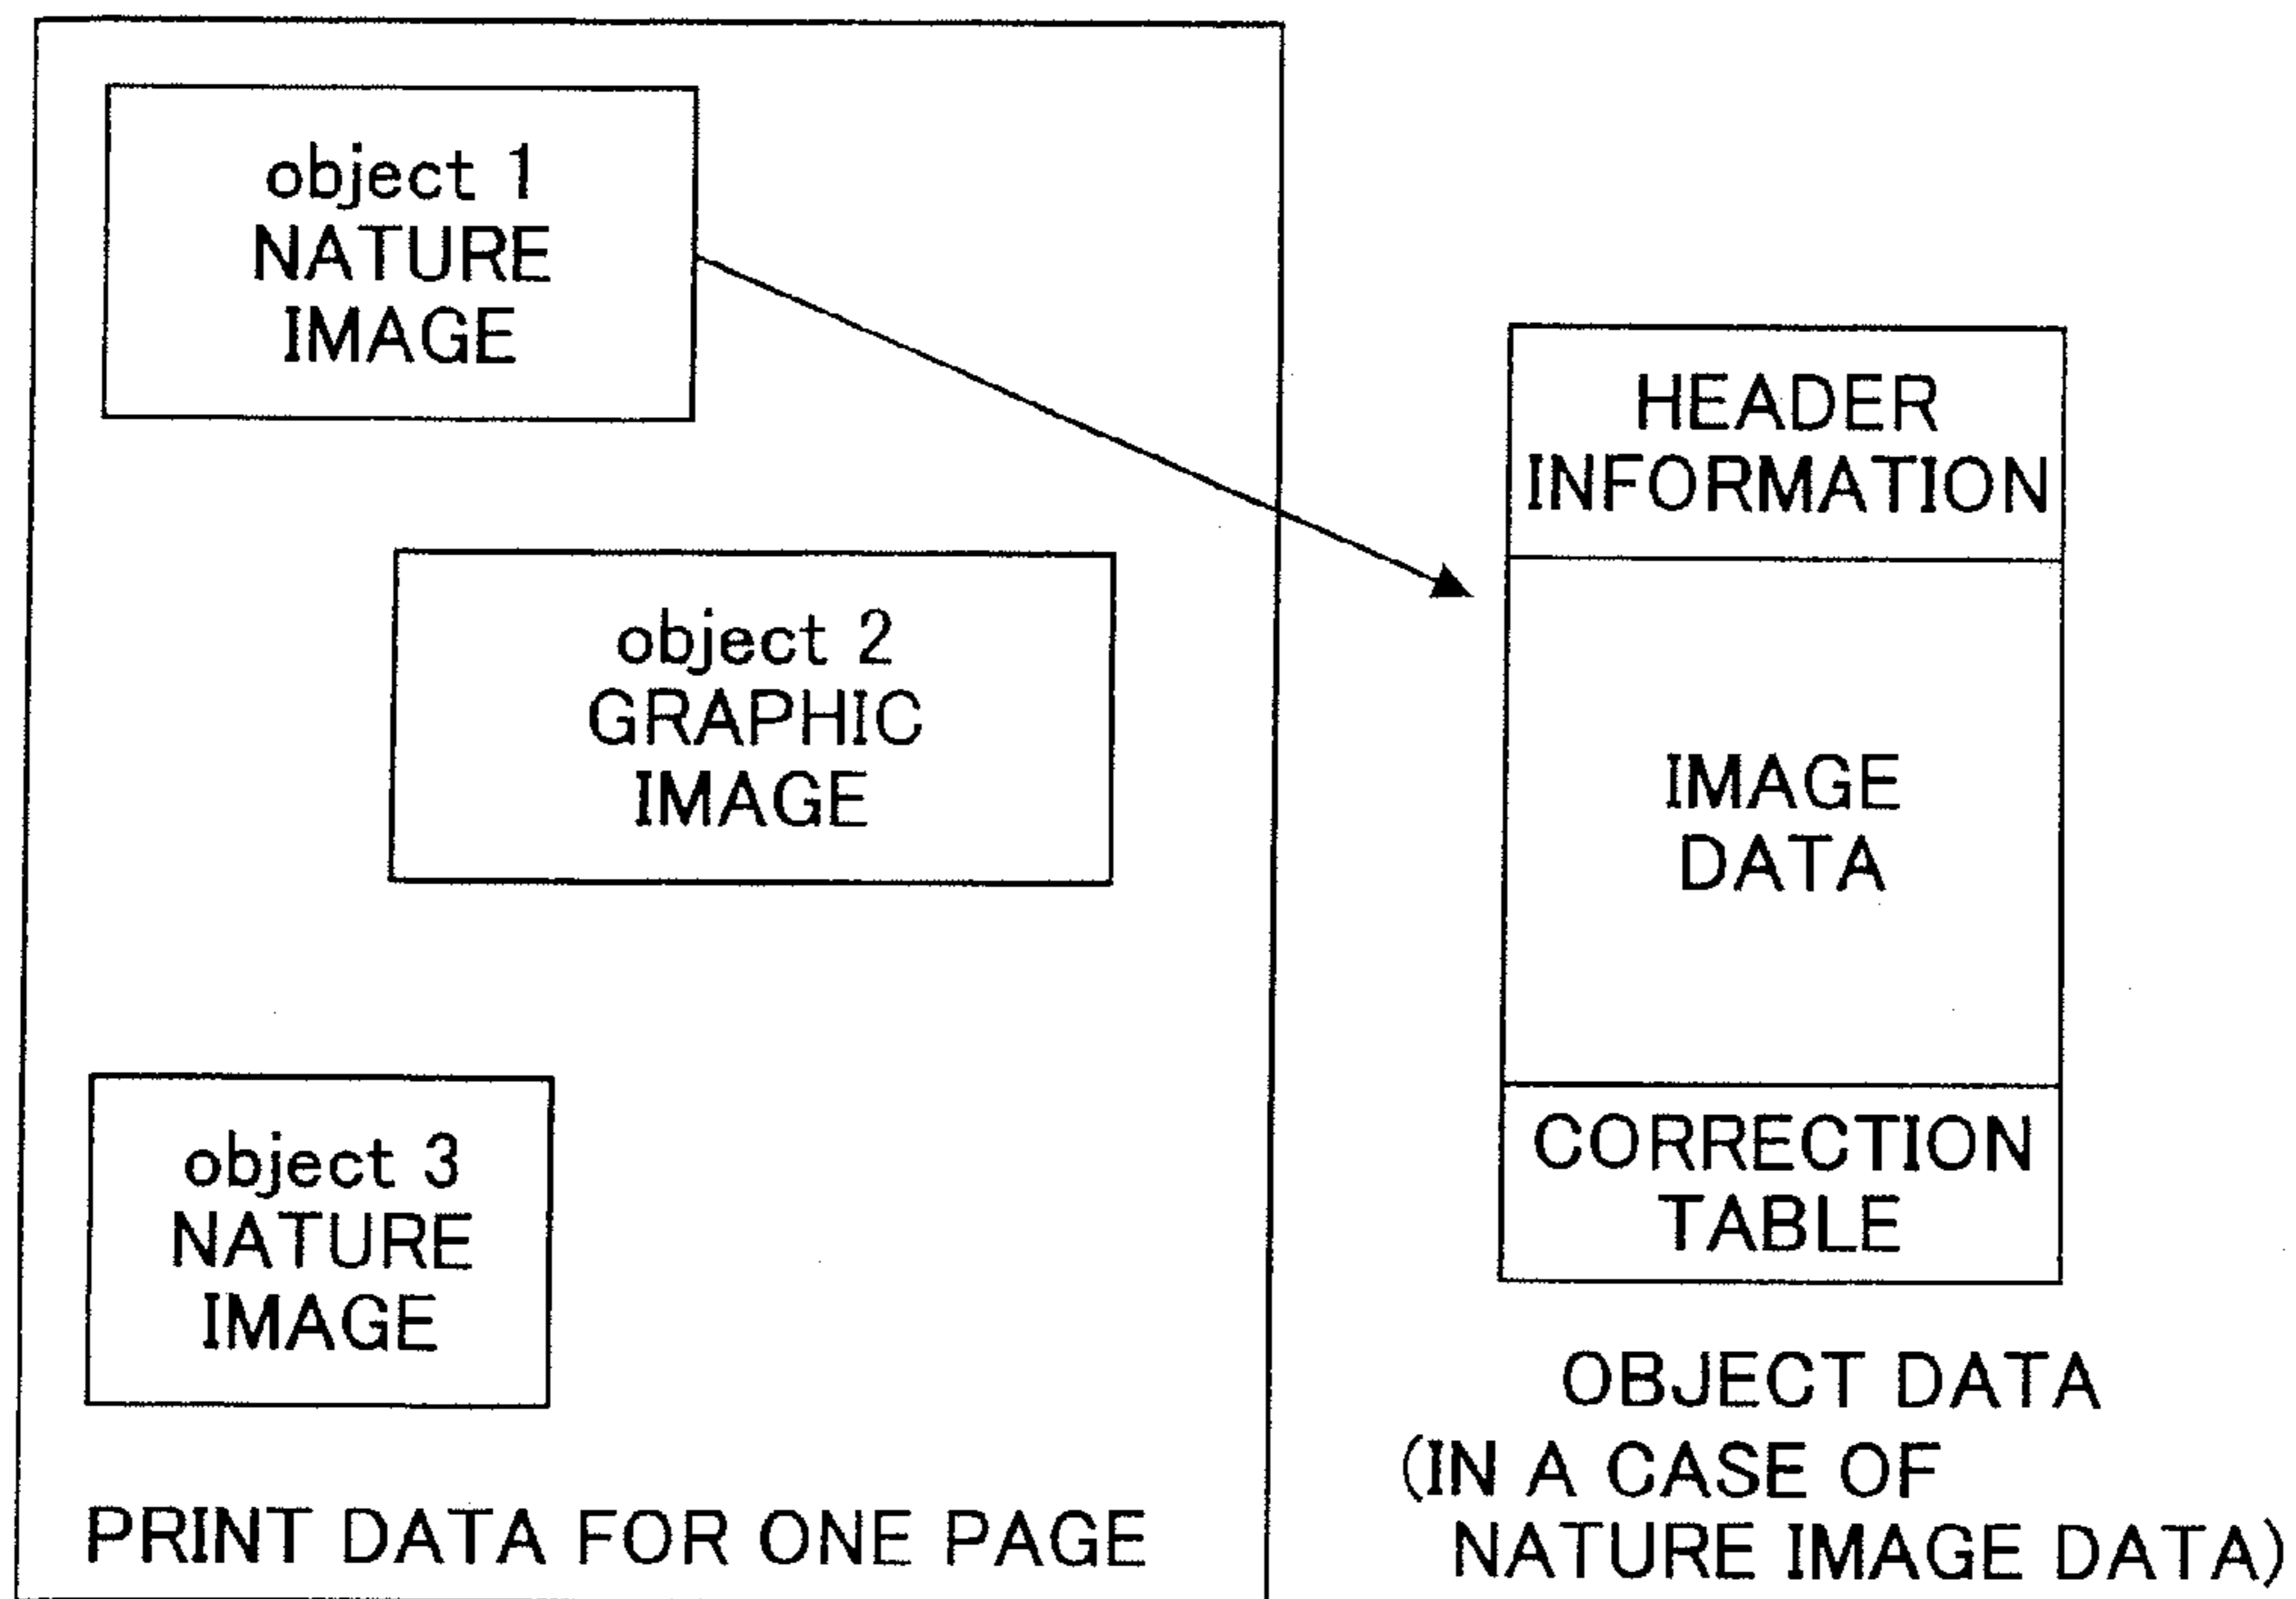 object 1
NATURE
IMAGE
object 2
GRAPHIC
IMAGE
object 3
NATURE
IMAGE
PRINT DATA FOR ONE PAGE
HEADER
INFORMATION
IMAGE
DATA
CORRECTION
TABLE
OBJECT DATA
(IN A CASE OF
NATURE IMAGE DATA)